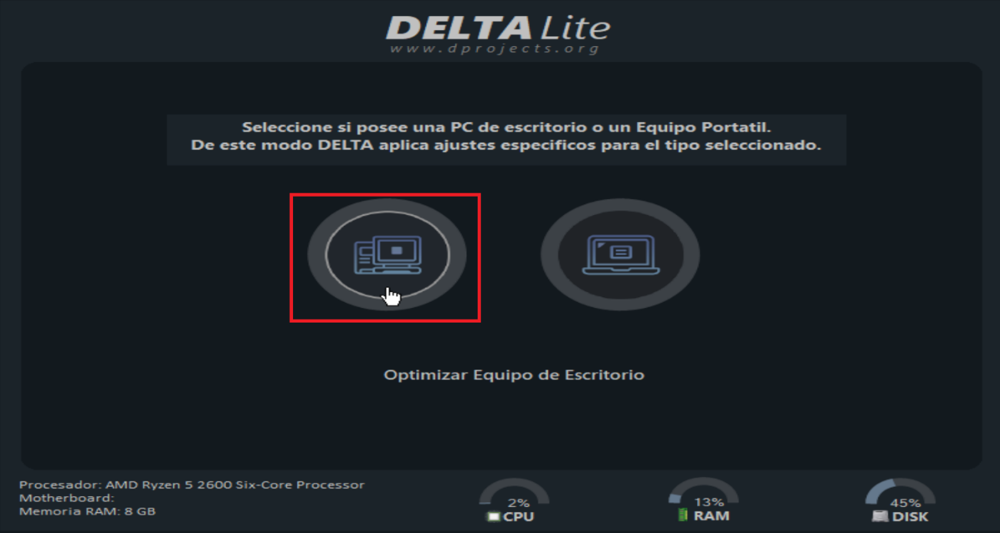 DELTA Lite
www.dprojects.org
Seleccione si posee una PC de escritorio o un Equipo Portatil.
De este modo DELTA aplica ajustes especificos para el tipo seleccionado.
Optimizar Equipo de Escritorio
Procesador: AMD Ryzen 5 2600 Six-Core Processor
Motherboard:
Memoria RAM: 8 GB
2%
CPU
13%
RAM
45%
DISK